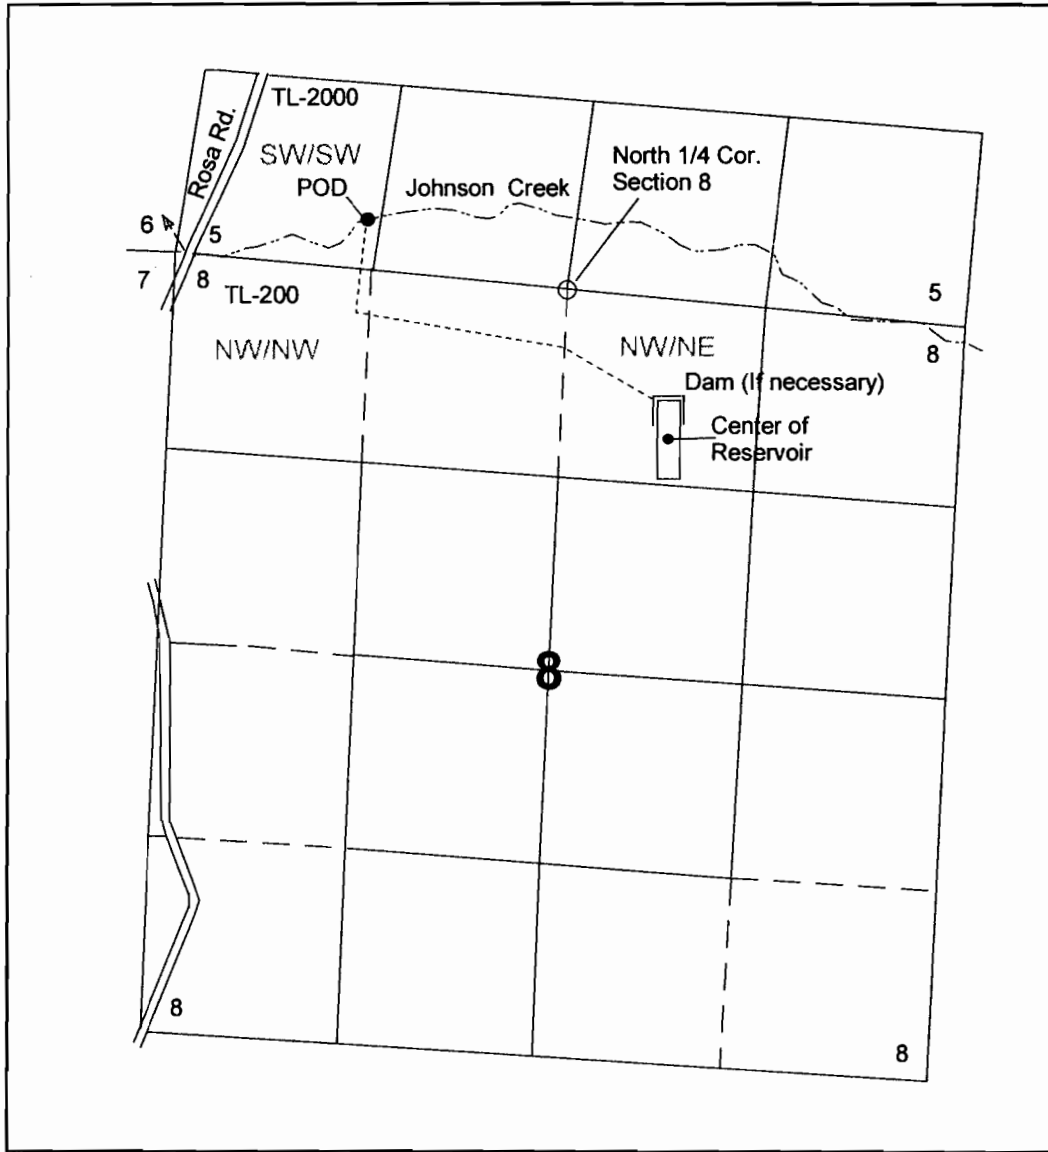 TL-2000
Rosa Rd.
SW/SW
POD
Johnson Creek
North 1/4 Cor.
Section 8
6
5
7
8
TL-200
NW/NW
NW/NE
5
8
Dam (If necessary)
Center of
Reservoir
8
8
8